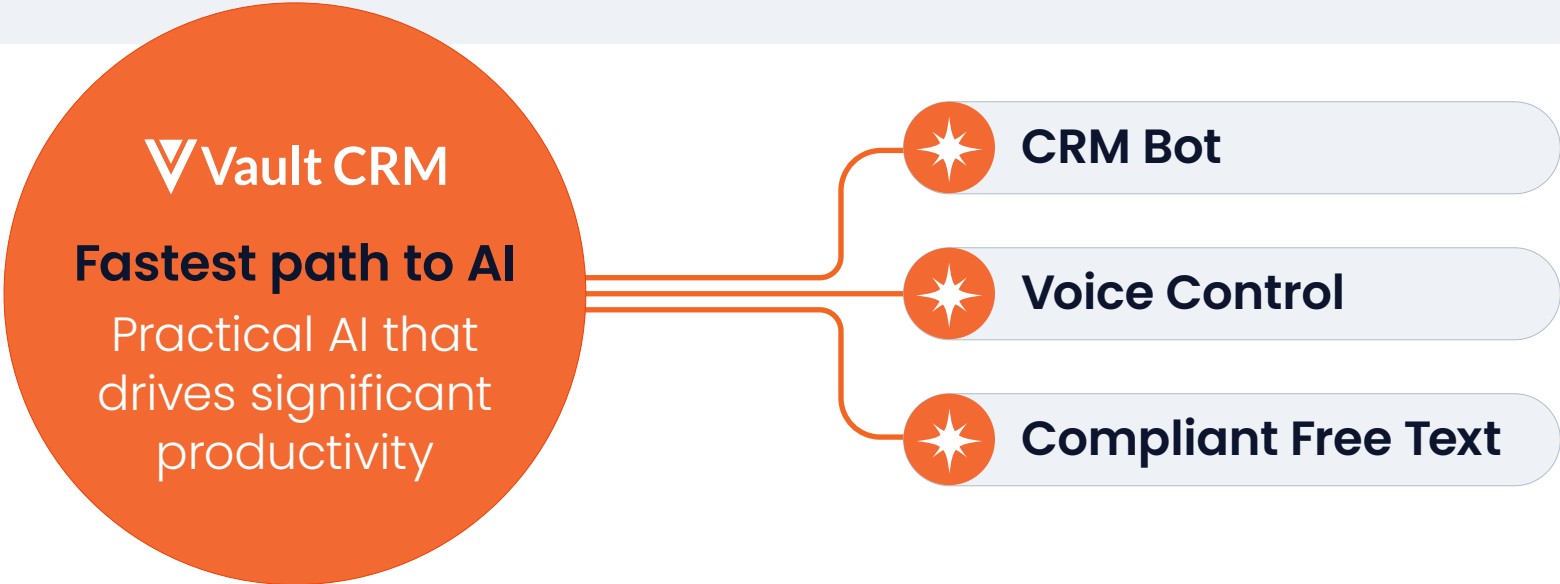 Vault CRM
Fastest path to AI
Practical AI that
drives significant
productivity
CRM Bot
Voice Control
Compliant Free Text